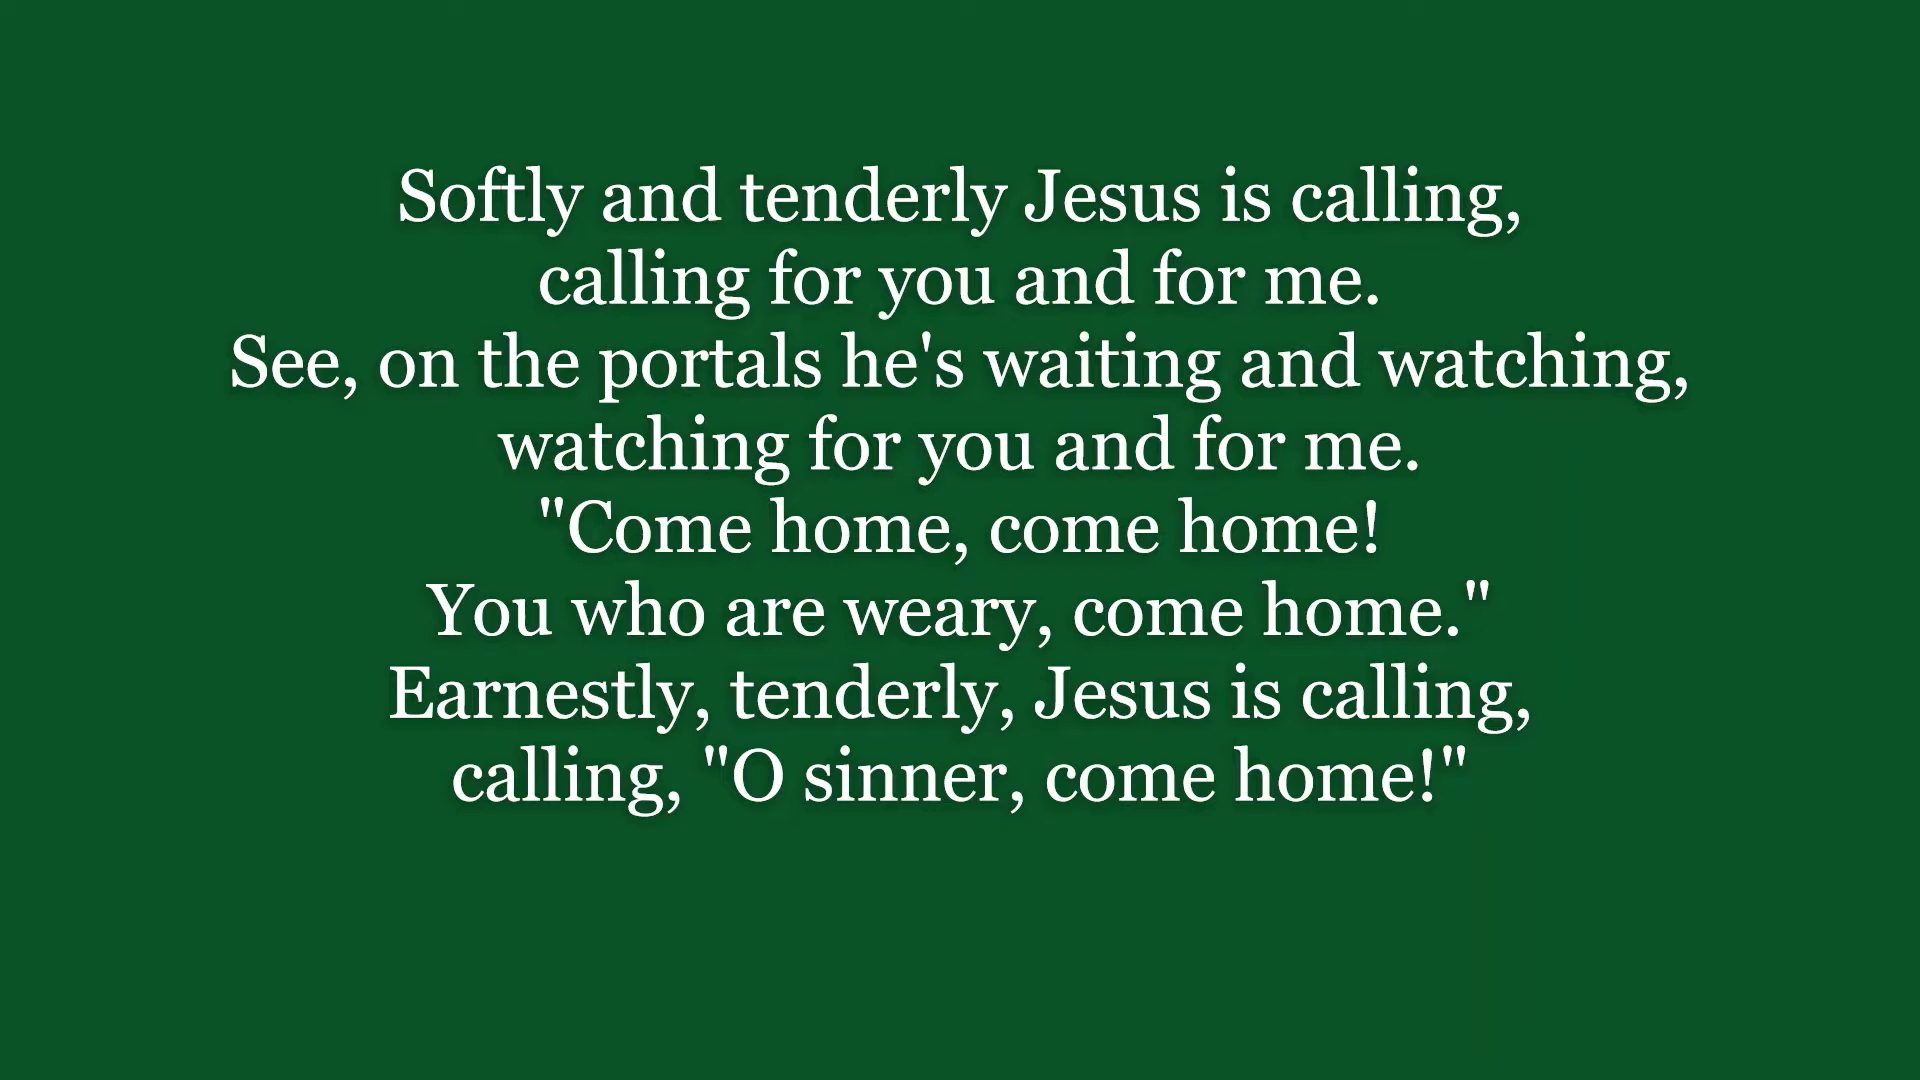 Softly and tenderly Jesus is calling,
calling for you and for me.
See, on the portals he's waiting and watching,
watching for you and for me.
"Come home, come home!
You who are weary, come home."
Earnestly, tenderly, Jesus is calling,
calling, "O sinner, come home!"